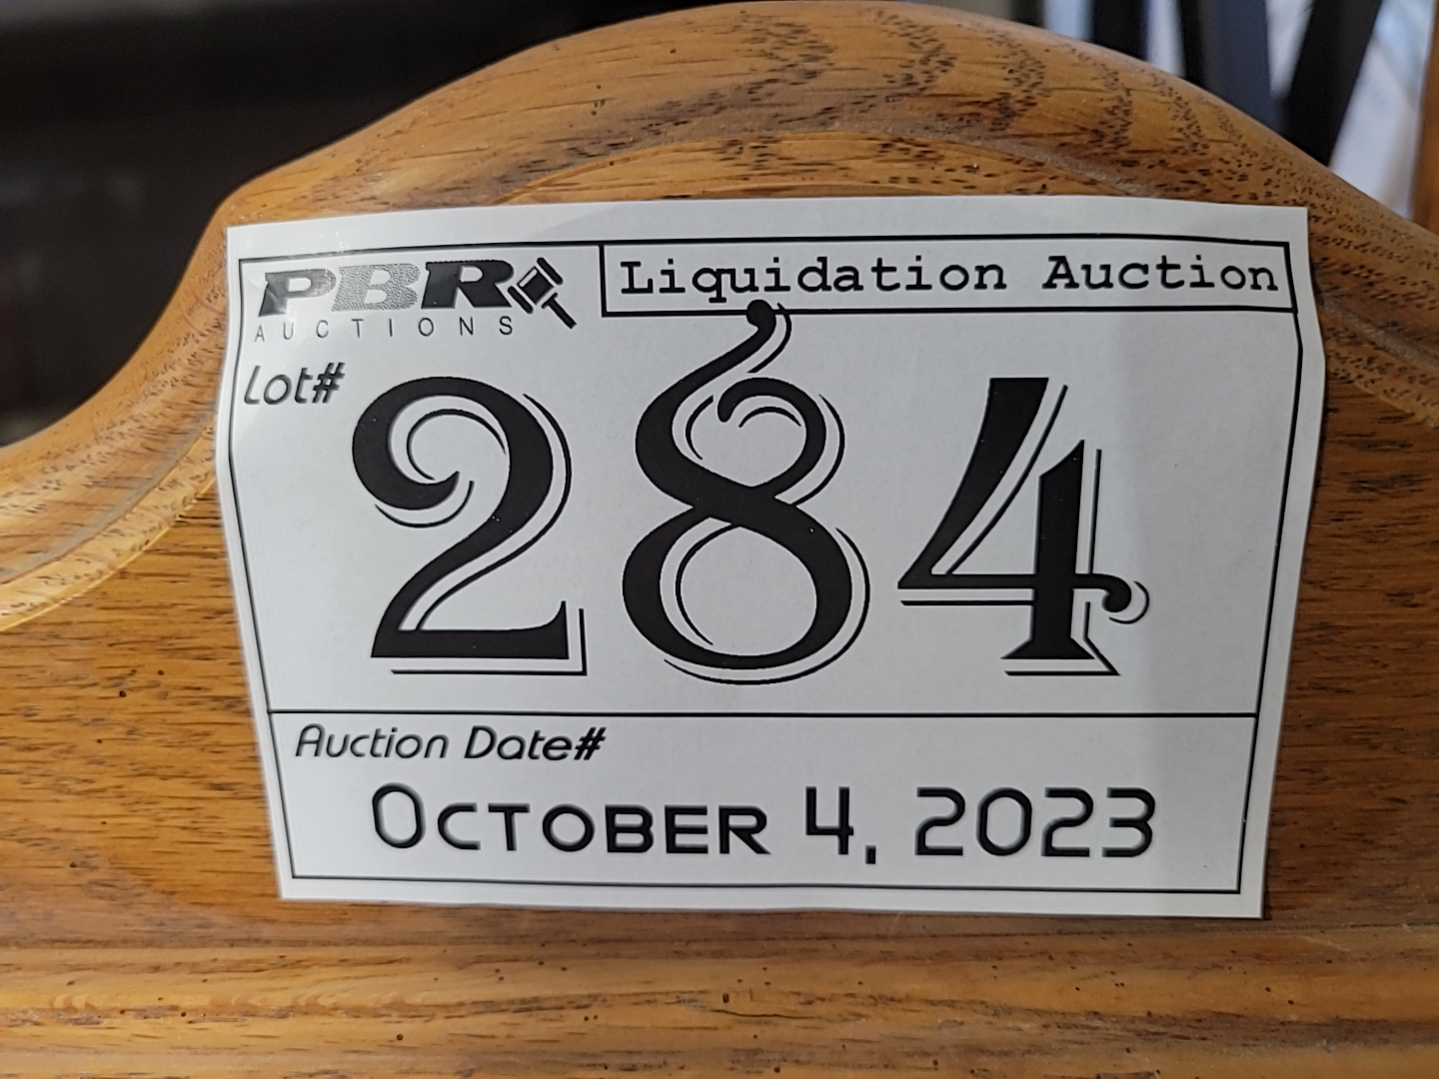 PBR
AUCTIONS
Liquidation Auction
Lot#
284
Auction Date#
OCTOBER 4, 2023